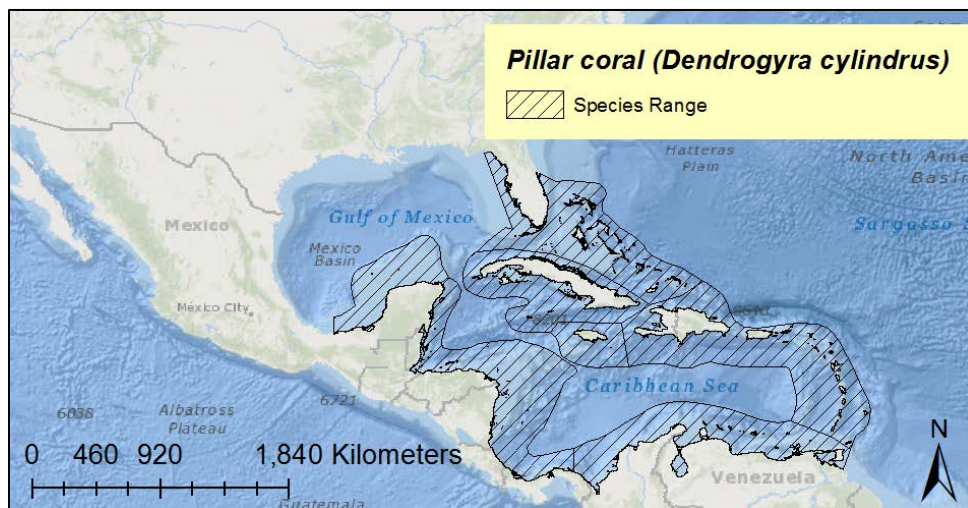 Pillar coral (Dendrogyra cylindrus)
Species Range
Hatteras
Plain
North Ame
Basin
Sargasso S
Gulf of Mexico
Mexico
Mexico
Basin
México City
Caribbean Sea
6038
Albatross
Plateau
6721
Venezuela
Guatemala
0 460 920 1,840 Kilometers
N